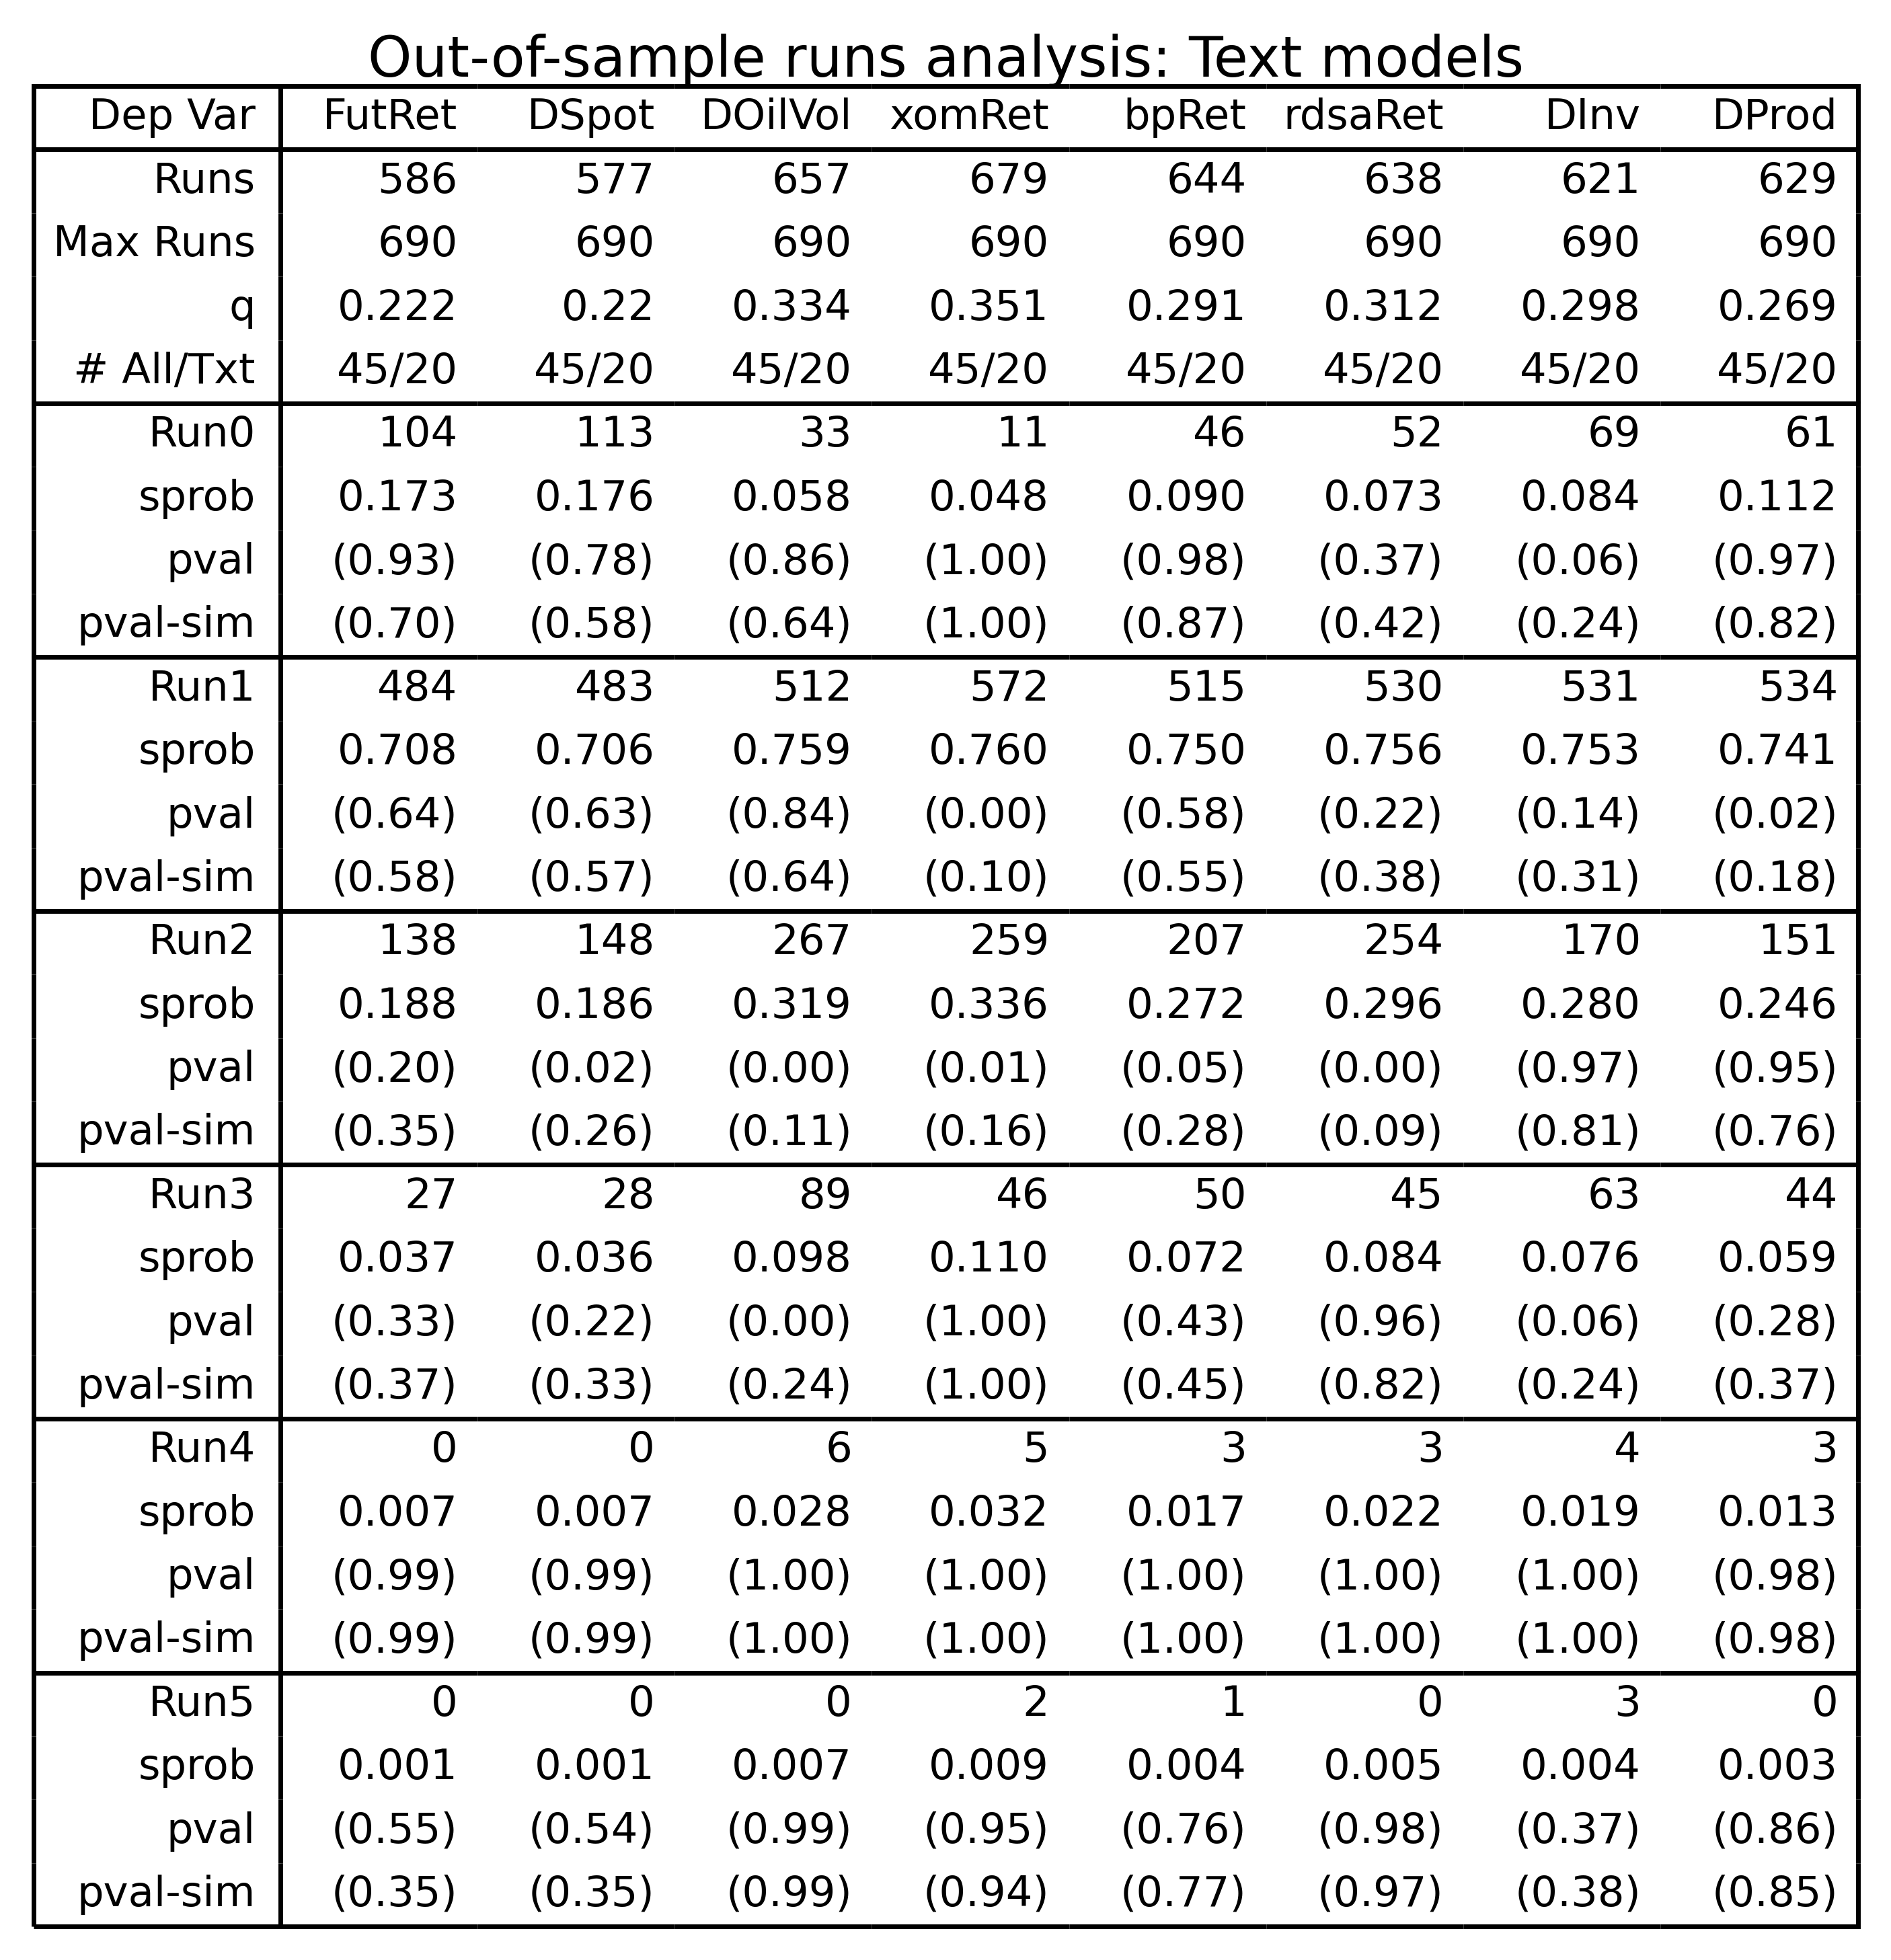 Out-of-sample runs analysis: Text models
Dep Var FutRet DSpot DOilVol xomRet bpRet rdsaRet DInv DProd
Runs 586 577 657 679 644 638 621 629
Max Runs 690 690 690 690 690 690 690 690
q 0.222 0.22 0.334 0.351 0.291 0.312 0.298 0.269
# All/Txt 45/20 45/20 45/20 45/20 45/20 45/20 45/20 45/20
Run0 104 113 33 11 46 52 69 61
sprob 0.173 0.176 0.058 0.048 0.090 0.073 0.084 0.112
pval (0.93) (0.78) (0.86) (1.00) (0.98) (0.37) (0.06) (0.97)
pval-sim (0.70) (0.58) (0.64) (1.00) (0.87) (0.42) (0.24) (0.82)
Run1 484 483 512 572 515 530 531 534
sprob 0.708 0.706 0.759 0.760 0.750 0.756 0.753 0.741
pval (0.64) (0.63) (0.84) (0.00) (0.58) (0.22) (0.14) (0.02)
pval-sim (0.58) (0.57) (0.64) (0.10) (0.55) (0.38) (0.31) (0.18)
Run2 138 148 267 259 207 254 170 151
sprob 0.188 0.186 0.319 0.336 0.272 0.296 0.280 0.246
pval (0.20) (0.02) (0.00) (0.01) (0.05) (0.00) (0.97) (0.95)
pval-sim (0.35) (0.26) (0.11) (0.16) (0.28) (0.09) (0.81) (0.76)
Run3 27 28 89 46 50 45 63 44
sprob 0.037 0.036 0.098 0.110 0.072 0.084 0.076 0.059
pval (0.33) (0.22) (0.00) (1.00) (0.43) (0.96) (0.06) (0.28)
pval-sim (0.37) (0.33) (0.24) (1.00) (0.45) (0.82) (0.24) (0.37)
Run4 0 0 6 5 3 3 4 3
sprob 0.007 0.007 0.028 0.032 0.017 0.022 0.019 0.013
pval (0.99) (0.99) (1.00) (1.00) (1.00) (1.00) (1.00) (0.98)
pval-sim (0.99) (0.99) (1.00) (1.00) (1.00) (1.00) (1.00) (0.98)
Run5 0 0 0 2 1 0 3 0
sprob 0.001 0.001 0.007 0.009 0.004 0.005 0.004 0.003
pval (0.55) (0.54) (0.99) (0.95) (0.76) (0.98) (0.37) (0.86)
pval-sim (0.35) (0.35) (0.99) (0.94) (0.77) (0.97) (0.38) (0.85)